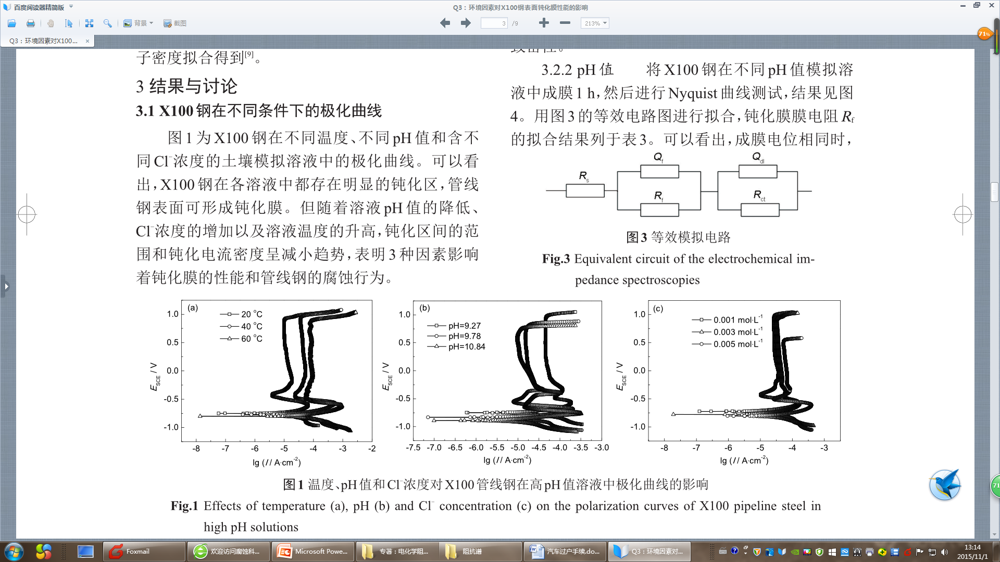 百度阅读器精简版
Q3：环境因素对X100钢表面钝化膜性能的影响
背景
截图
3 /9
213%
Q3：环境因素对X100...
71%
子密度拟合得到[9]。
3 结果与讨论
3.1 X100钢在不同条件下的极化曲线
图1为X100钢在不同温度、不同pH值和含不
同Cl⁻浓度的土壤模拟溶液中的极化曲线。可以看
出,X100钢在各溶液中都存在明显的钝化区,管线
钢表面可形成钝化膜。但随着溶液pH值的降低、
Cl⁻浓度的增加以及溶液温度的升高,钝化区间的范
围和钝化电流密度呈减小趋势,表明3种因素影响
着钝化膜的性能和管线钢的腐蚀行为。
3.2.2 pH值 将X100钢在不同pH值模拟溶
液中成膜1 h,然后进行Nyquist曲线测试,结果见图
4。用图3的等效电路图进行拟合,钝化膜膜电阻Rf
的拟合结果列于表3。可以看出,成膜电位相同时,
Qf
Qdl
Rs
Rf
Rct
图3 等效模拟电路
Fig.3 Equivalent circuit of the electrochemical im-
pedance spectroscopies
(a)
20 °C
40 °C
60 °C
1.0
0.5
0.0
-0.5
-1.0
E SCE / V
-8 -7 -6 -5 -4 -3 -2
lg (I / A·cm⁻²)
(b)
pH=9.27
pH=9.78
pH=10.84
1.0
0.5
0.0
-0.5
-1.0
E SCE / V
-7.5 -7.0 -6.5 -6.0 -5.5 -5.0 -4.5 -4.0 -3.5 -3.0
lg (I / A·cm⁻²)
(c)
0.001 mol·L⁻¹
0.003 mol·L⁻¹
0.005 mol·L⁻¹
1.0
0.5
0.0
-0.5
-1.0
E SCE / V
-8 -7 -6 -5 -4 -3
lg (I / A·cm⁻²)
图1 温度、pH值和Cl⁻浓度对X100管线钢在高pH值溶液中极化曲线的影响
Fig.1 Effects of temperature (a), pH (b) and Cl⁻ concentration (c) on the polarization curves of X100 pipeline steel in
high pH solutions
71
Foxmail
欢迎访问腐蚀科...
Microsoft Powe...
专著：电化学阻...
阻抗谱
汽车过户手续.do...
Q3：环境因素对...
13:14
2015/11/1